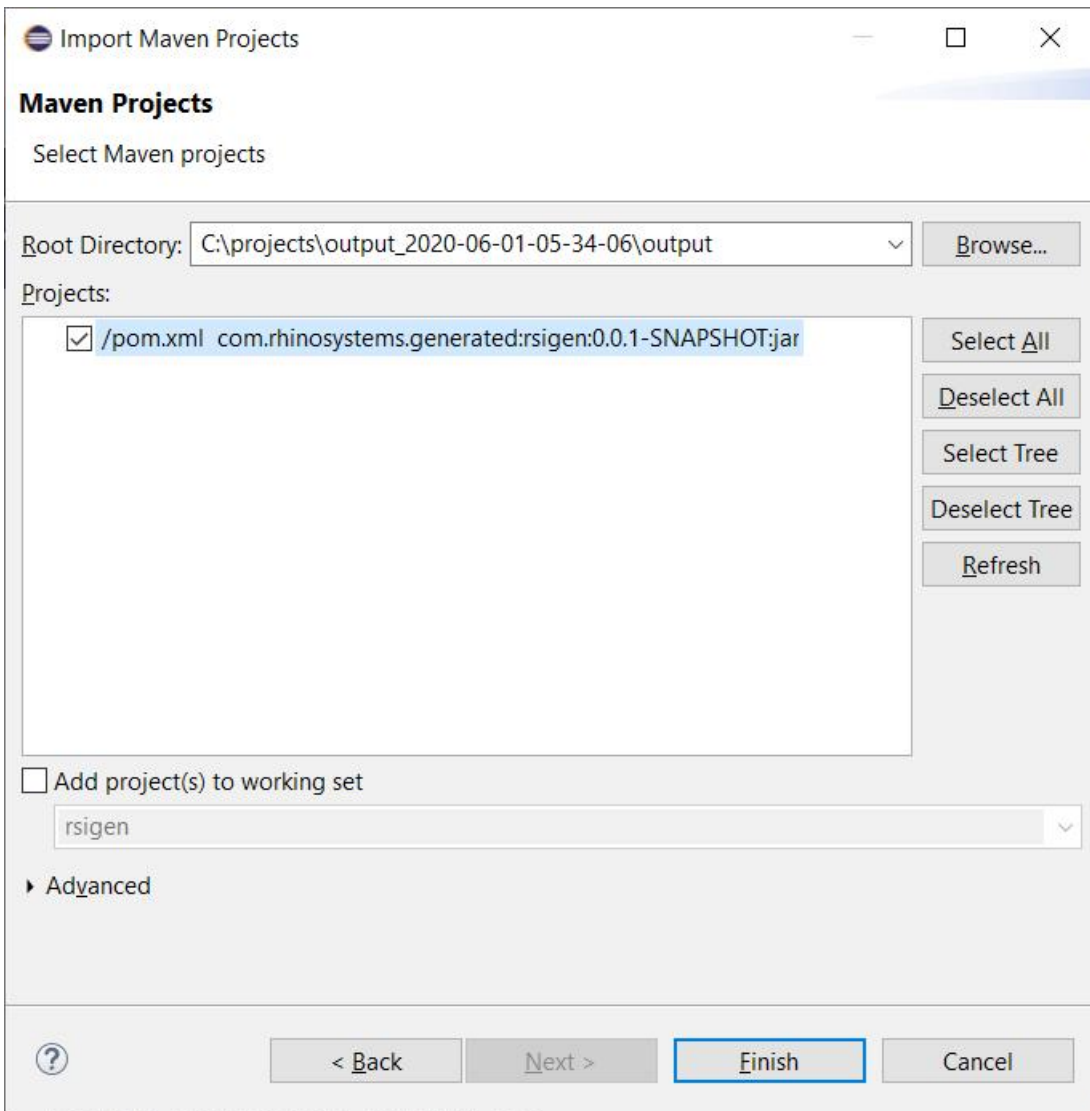 Import Maven Projects
Maven Projects
Select Maven projects
Root Directory: C:\projects\output_2020-06-01-05-34-06\output Browse...
Projects:
/pom.xml com.rhinosystems.generated:rsigen:0.0.1-SNAPSHOT:jar
Select All
Deselect All
Select Tree
Deselect Tree
Refresh
Add project(s) to working set
rsigen
Advanced
? < Back Next > Finish Cancel